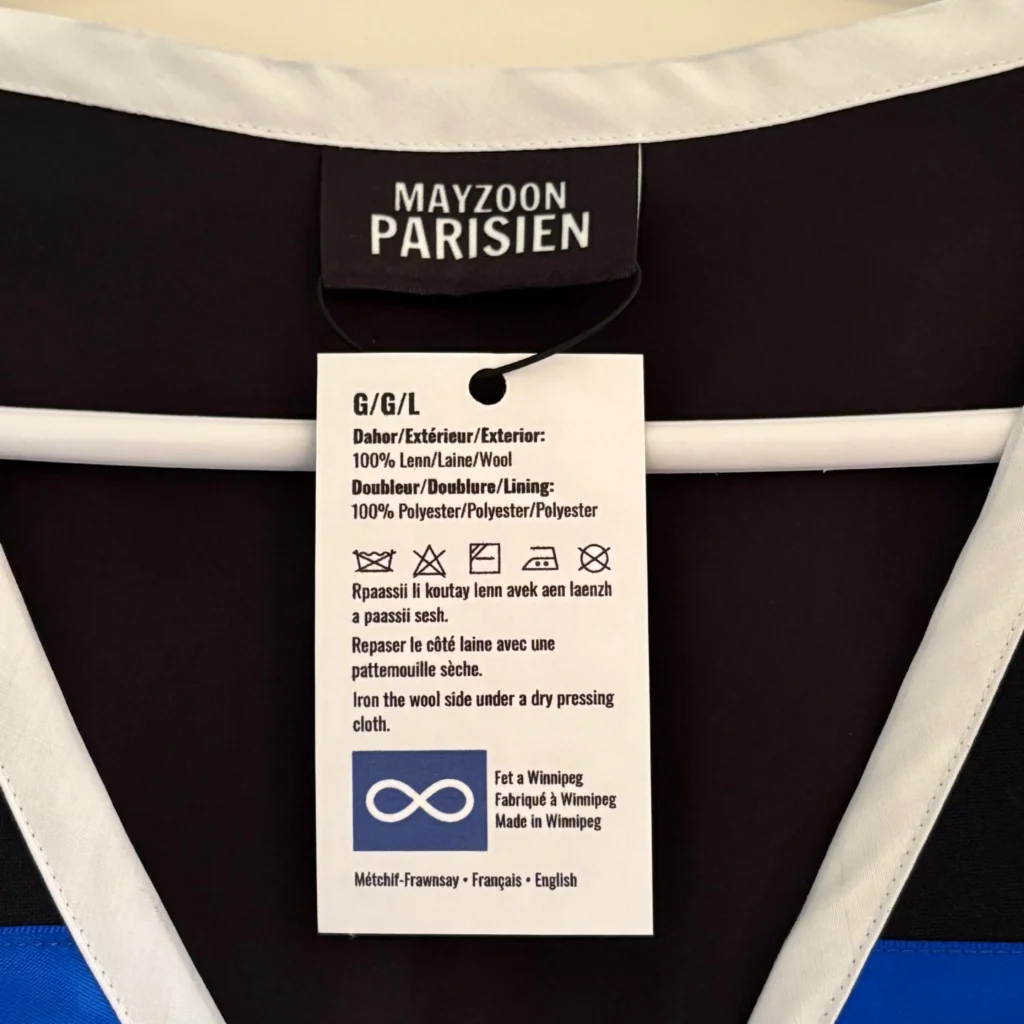 MAYZOON
PARISIEN
G/G/L
Dahor/Extérieur/Exterior:
100% Lenn/Laine/Wool
Doubleur/Doublure/Lining:
100% Polyester/Polyester/Polyester
Rpaassii li koutay lenn avek aen laenzh
a paassii sesh.
Repaser le côté laine avec une
pattemouille sèche.
Iron the wool side under a dry pressing
cloth.
Fet a Winnipeg
Fabriqué à Winnipeg
Made in Winnipeg
Métchif-Frawnsay • Français • English